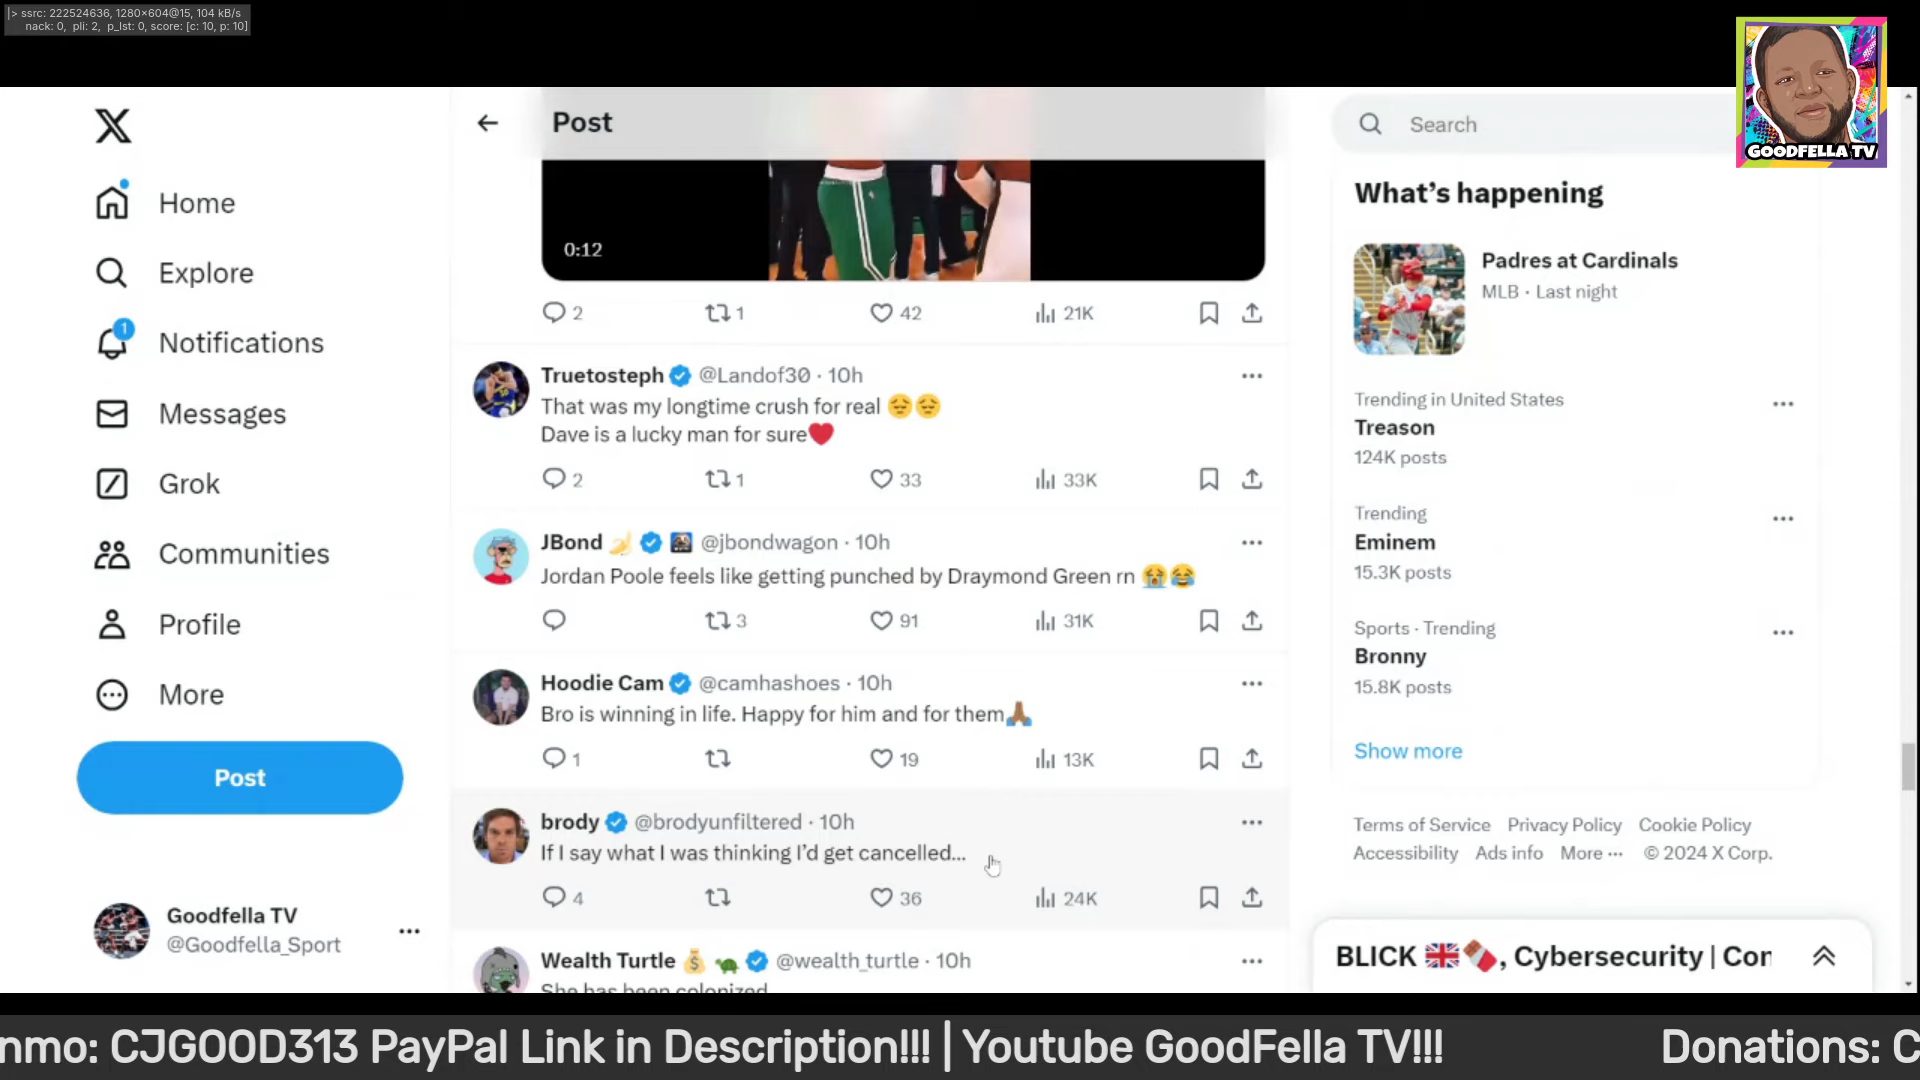 |> ssrc: 222524636, 1280×604@15, 104 kB/s
nack: 0, pli: 2, p_lst: 0, score: [c: 10, p: 10]
GOODFELLA TV
Home
Explore
1
Notifications
Messages
Grok
Communities
Profile
More
Post
Goodfella TV
@Goodfella_Sport
Post
0:12
2 1 42 21K
Truetosteph @Landof30 · 10h
That was my longtime crush for real 😔😔
Dave is a lucky man for sure❤️
2 1 33 33K
JBond @jbondwagon · 10h
Jordan Poole feels like getting punched by Draymond Green rn 😭😂
3 91 31K
Hoodie Cam @camhashoes · 10h
Bro is winning in life. Happy for him and for them🙏🏾
1 19 13K
brody @brodyunfiltered · 10h
If I say what I was thinking I'd get cancelled...
4 36 24K
Wealth Turtle 💰 🐢 @wealth_turtle · 10h
She has been colonized
Search
What's happening
Padres at Cardinals
MLB · Last night
Trending in United States
Treason
124K posts
Trending
Eminem
15.3K posts
Sports · Trending
Bronny
15.8K posts
Show more
Terms of Service Privacy Policy Cookie Policy
Accessibility Ads info More ··· © 2024 X Corp.
BLICK 🇬🇧🍫, Cybersecurity | Cor
nmo: CJGOOD313 PayPal Link in Description!!! | Youtube GoodFella TV!!! Donations: C